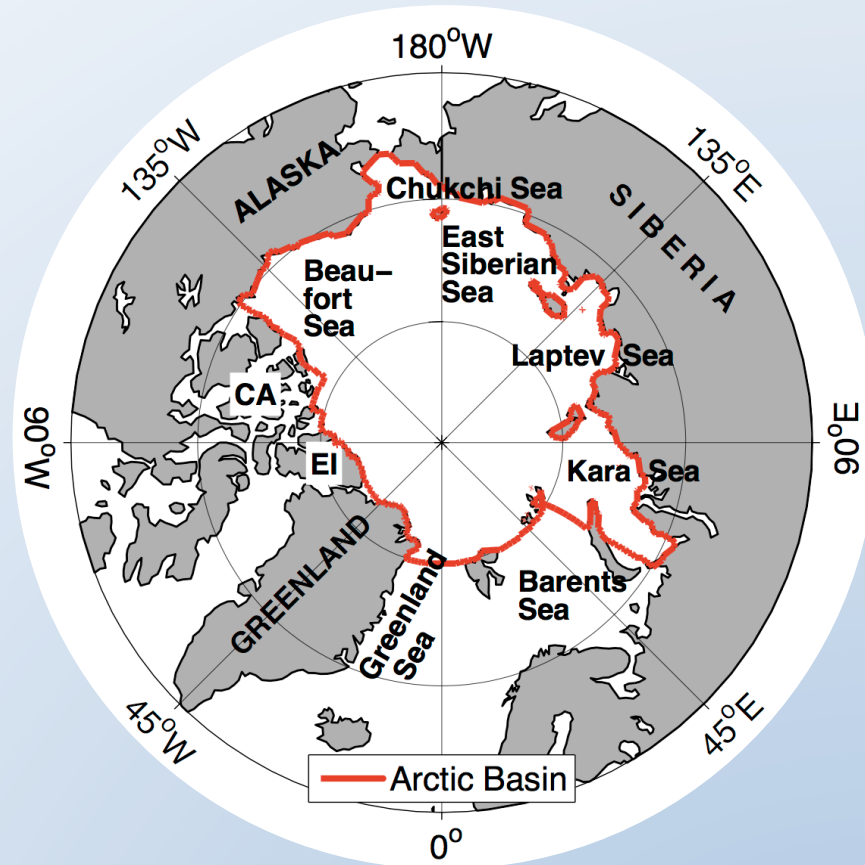 180°W
135°W
135°E
ALASKA
SIBERIA
Chukchi Sea
East
Siberian
Sea
Beau–
fort
Sea
Laptev Sea
CA
90°W
90°E
EI
Kara Sea
GREENLAND
Greenland
Sea
Barents
Sea
45°W
45°E
Arctic Basin
0°